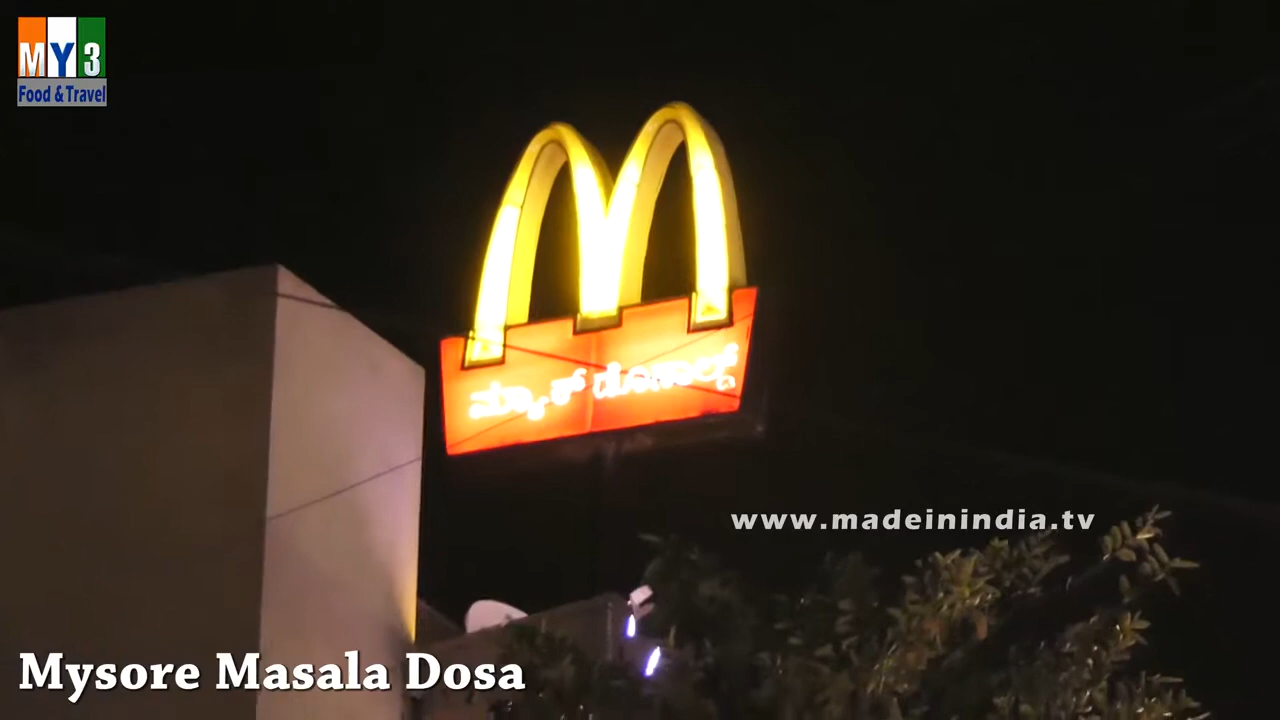 MY3
Food & Travel
ಮ್ಯಾಕ್ ಡೊನಾಲ್ಡ್ಸ್
www.madeinindia.tv
Mysore Masala Dosa